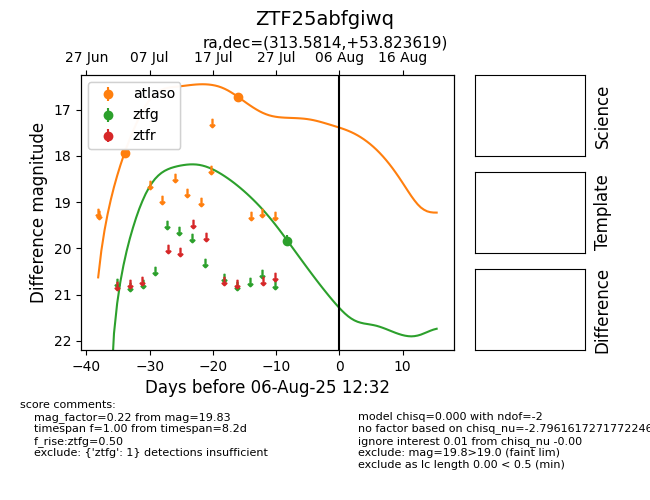 ZTF25abfgiwq
ra,dec=(313.5814,+53.823619)
27 Jun 07 Jul 17 Jul 27 Jul 06 Aug 16 Aug
atlaso
ztfg
ztfr
17
18
19
20
21
22
Difference magnitude
−40 −30 −20 −10 0 10
Days before 06-Aug-25 12:32
Science
Template
Difference
score comments:
mag_factor=0.22 from mag=19.83
timespan f=1.00 from timespan=8.2d
f_rise:ztfg=0.50
exclude: {'ztfg': 1} detections insufficient
model chisq=0.000 with ndof=-2
no factor based on chisq_nu=-2.7961617271772246
ignore interest 0.01 from chisq_nu -0.00
exclude: mag=19.8>19.0 (faint lim)
exclude as lc length 0.00 < 0.5 (min)